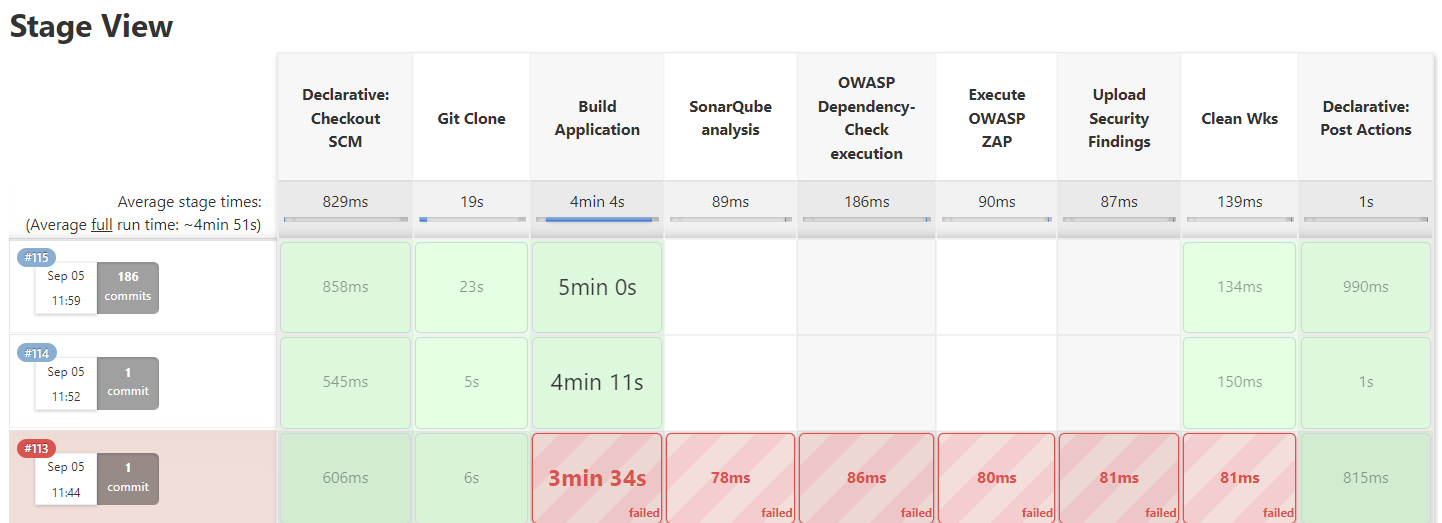 Stage View
Declarative:
Checkout
SCM
Git Clone
Build
Application
SonarQube
analysis
OWASP
Dependency-
Check
execution
Execute
OWASP
ZAP
Upload
Security
Findings
Clean Wks
Declarative:
Post Actions
Average stage times:
(Average full run time: ~4min 51s)
829ms
19s
4min 4s
89ms
186ms
90ms
87ms
139ms
1s
#115
Sep 05
11:59
186
commits
858ms
23s
5min 0s
134ms
990ms
#114
Sep 05
11:52
1
commit
545ms
5s
4min 11s
150ms
1s
#113
Sep 05
11:44
1
commit
606ms
6s
3min 34s
failed
78ms
failed
86ms
failed
80ms
failed
81ms
failed
81ms
failed
815ms